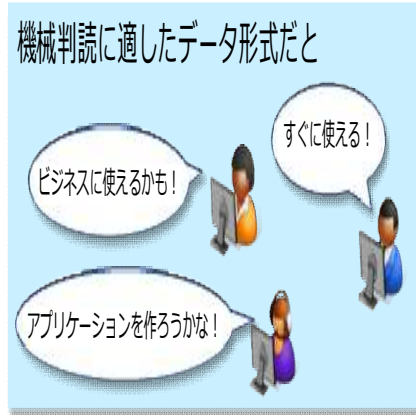 機械判読に適したデータ形式だと
すぐに使える！
ビジネスに使えるかも！
アプリケーションを作ろうかな！